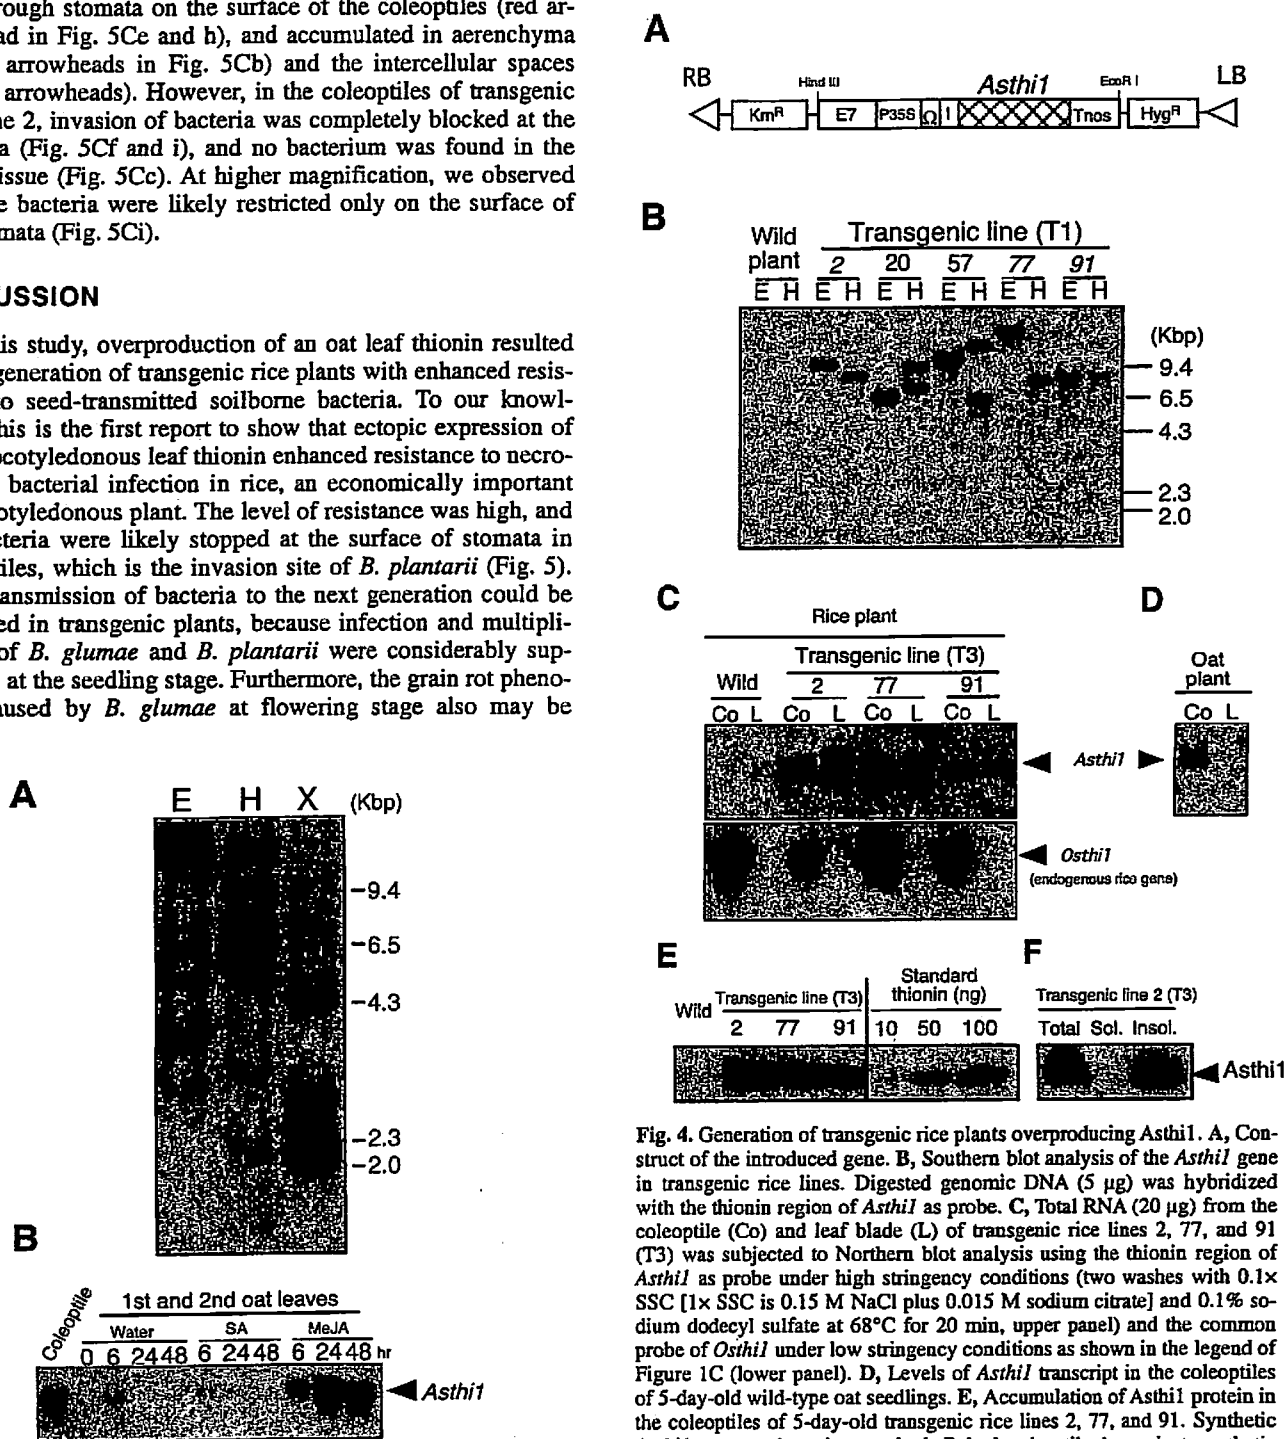 rough stomata on the surface of the coleoptiles (red ar-
ad in Fig. 5Ce and h), and accumulated in aerenchyma
arrowheads in Fig. 5Cb) and the intercellular spaces
arrowheads). However, in the coleoptiles of transgenic
ne 2, invasion of bacteria was completely blocked at the
a (Fig. 5Cf and i), and no bacterium was found in the
issue (Fig. 5Cc). At higher magnification, we observed
e bacteria were likely restricted only on the surface of
mata (Fig. 5Ci).
USSION
is study, overproduction of an oat leaf thionin resulted
generation of transgenic rice plants with enhanced resis-
o seed-transmitted soilborne bacteria. To our knowl-
his is the first report to show that ectopic expression of
ocotyledonous leaf thionin enhanced resistance to necro-
bacterial infection in rice, an economically important
otyledonous plant. The level of resistance was high, and
cteria were likely stopped at the surface of stomata in
tiles, which is the invasion site of B. plantarii (Fig. 5).
ansmission of bacteria to the next generation could be
ed in transgenic plants, because infection and multipli-
of B. glumae and B. plantarii were considerably sup-
at the seedling stage. Furthermore, the grain rot pheno-
aused by B. glumae at flowering stage also may be
A
E H X (Kbp)
-9.4
-6.5
-4.3
-2.3
-2.0
B
Coleoptile
1st and 2nd oat leaves
Water SA MeJA
0 6 24 48 6 24 48 6 24 48 hr
Asthi1
A
RB Hind III Asthi1 EcoR I LB
KmR E7 P35S Ω I Tnos HygR
B
Wild plant
Transgenic line (T1)
2 20 57 77 91
E H E H E H E H E H E H
(Kbp)
9.4
6.5
4.3
2.3
2.0
C
Rice plant
Transgenic line (T3)
Wild 2 77 91
Co L Co L Co L Co L
Asthi1
Osthi1
(endogenous rice gene)
D
Oat
plant
Co L
E
Wild
Transgenic line (T3)
2 77 91
Standard
thionin (ng)
10 50 100
F
Transgenic line 2 (T3)
Total Sol. Insol.
Asthi1
Fig. 4. Generation of transgenic rice plants overproducing Asthi1. A, Con-
struct of the introduced gene. B, Southern blot analysis of the Asthi1 gene
in transgenic rice lines. Digested genomic DNA (5 µg) was hybridized
with the thionin region of Asthi1 as probe. C, Total RNA (20 µg) from the
coleoptile (Co) and leaf blade (L) of transgenic rice lines 2, 77, and 91
(T3) was subjected to Northern blot analysis using the thionin region of
Asthi1 as probe under high stringency conditions (two washes with 0.1×
SSC [1× SSC is 0.15 M NaCl plus 0.015 M sodium citrate] and 0.1% so-
dium dodecyl sulfate at 68°C for 20 min, upper panel) and the common
probe of Osthi1 under low stringency conditions as shown in the legend of
Figure 1C (lower panel). D, Levels of Asthi1 transcript in the coleoptiles
of 5-day-old wild-type oat seedlings. E, Accumulation of Asthi1 protein in
the coleoptiles of 5-day-old transgenic rice lines 2, 77, and 91. Synthetic